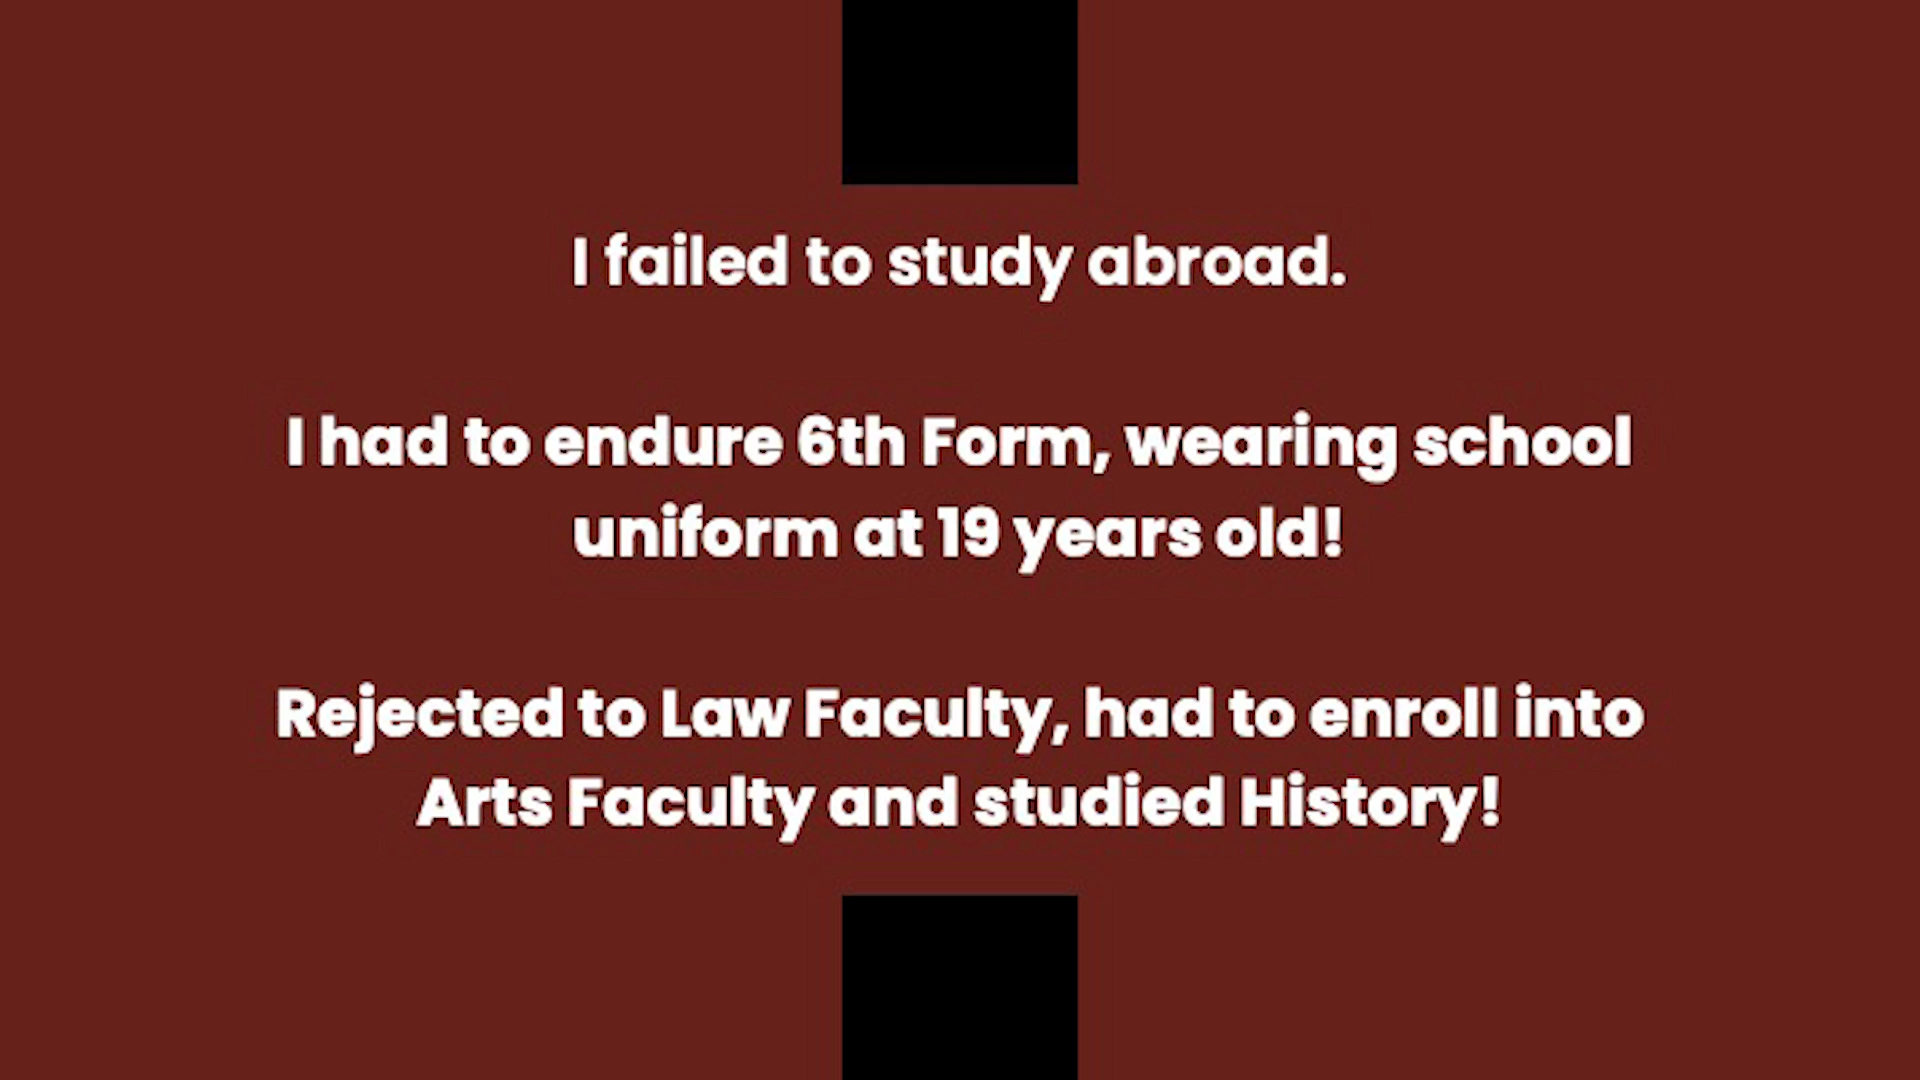 I failed to study abroad.
I had to endure 6th Form, wearing school
uniform at 19 years old!
Rejected to Law Faculty, had to enroll into
Arts Faculty and studied History!